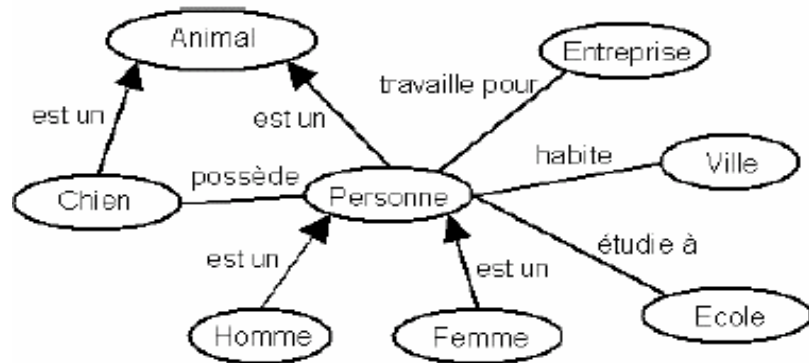 Animal
Entreprise
travaille pour
est un
est un
habite
Ville
possède
Chien
Personne
étudie à
est un
est un
Ecole
Homme
Femme